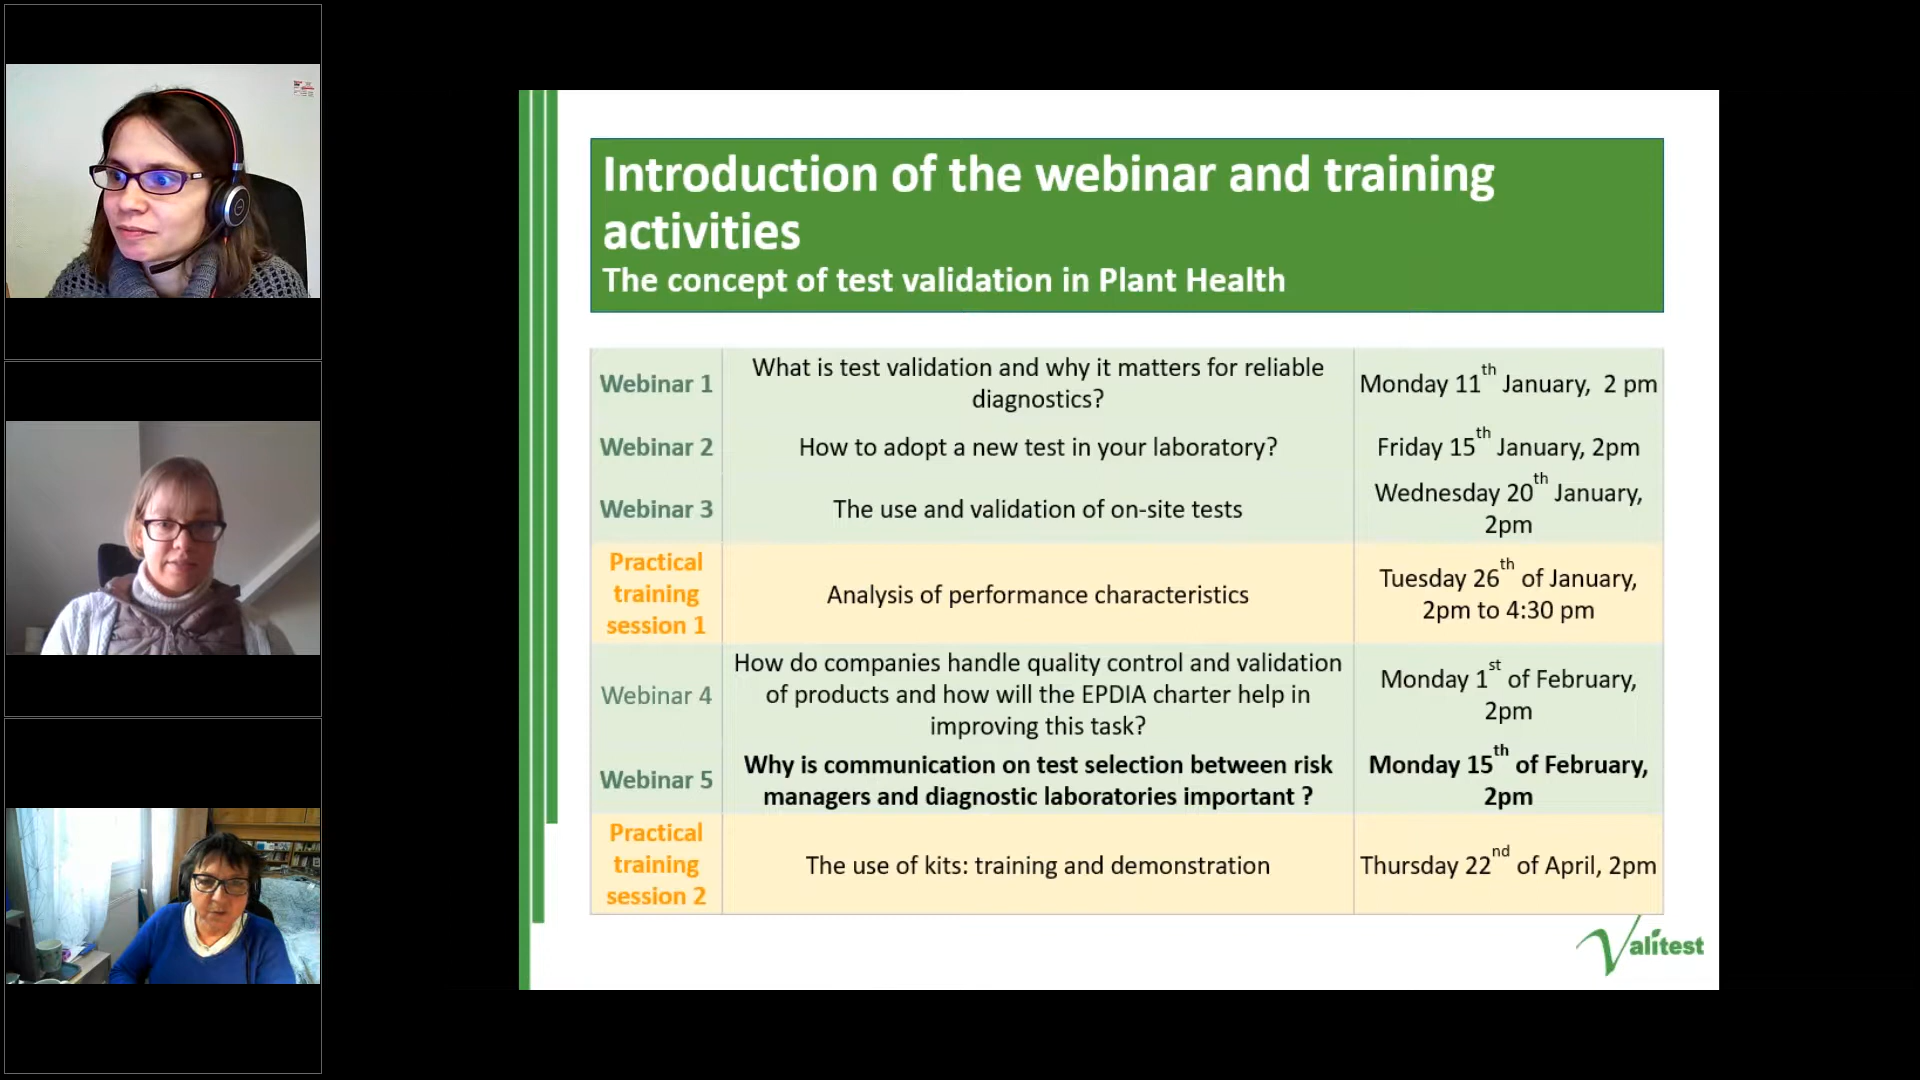 Introduction of the webinar and training
activities
The concept of test validation in Plant Health
Webinar 1
What is test validation and why it matters for reliable
diagnostics?
Monday 11th January,  2 pm
Webinar 2
How to adopt a new test in your laboratory?
Friday 15th January, 2pm
Webinar 3
The use and validation of on-site tests
Wednesday 20th January,
2pm
Practical
training
session 1
Analysis of performance characteristics
Tuesday 26th of January,
2pm to 4:30 pm
Webinar 4
How do companies handle quality control and validation
of products and how will the EPDIA charter help in
improving this task?
Monday 1st of February,
2pm
Webinar 5
Why is communication on test selection between risk
managers and diagnostic laboratories important ?
Monday 15th of February,
2pm
Practical
training
session 2
The use of kits: training and demonstration
Thursday 22nd of April, 2pm
Valitest